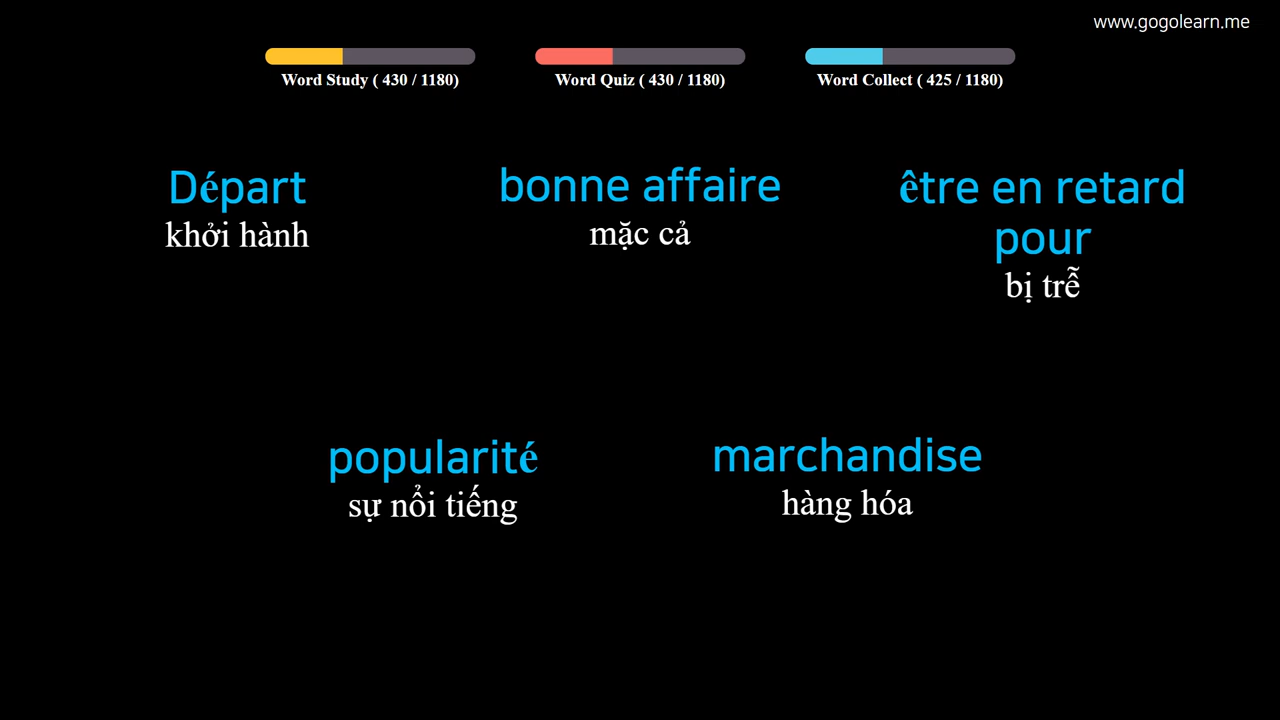 www.gogolearn.me
Word Study ( 430 / 1180)
Word Quiz ( 430 / 1180)
Word Collect ( 425 / 1180)
Départ
khởi hành
bonne affaire
mặc cả
être en retard
pour
bị trễ
popularité
sự nổi tiếng
marchandise
hàng hóa